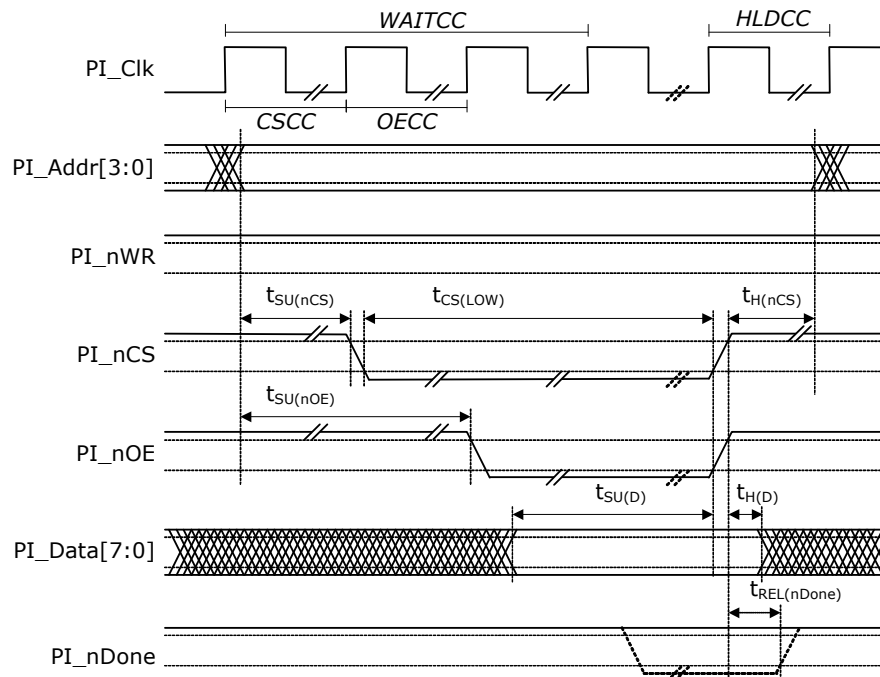 WAITCC
HLDCC
PI_Clk
CSCC
OECC
PI_Addr[3:0]
PI_nWR
tSU(nCS)
tCS(LOW)
tH(nCS)
PI_nCS
tSU(nOE)
PI_nOE
tSU(D)
tH(D)
PI_Data[7:0]
tREL(nDone)
PI_nDone